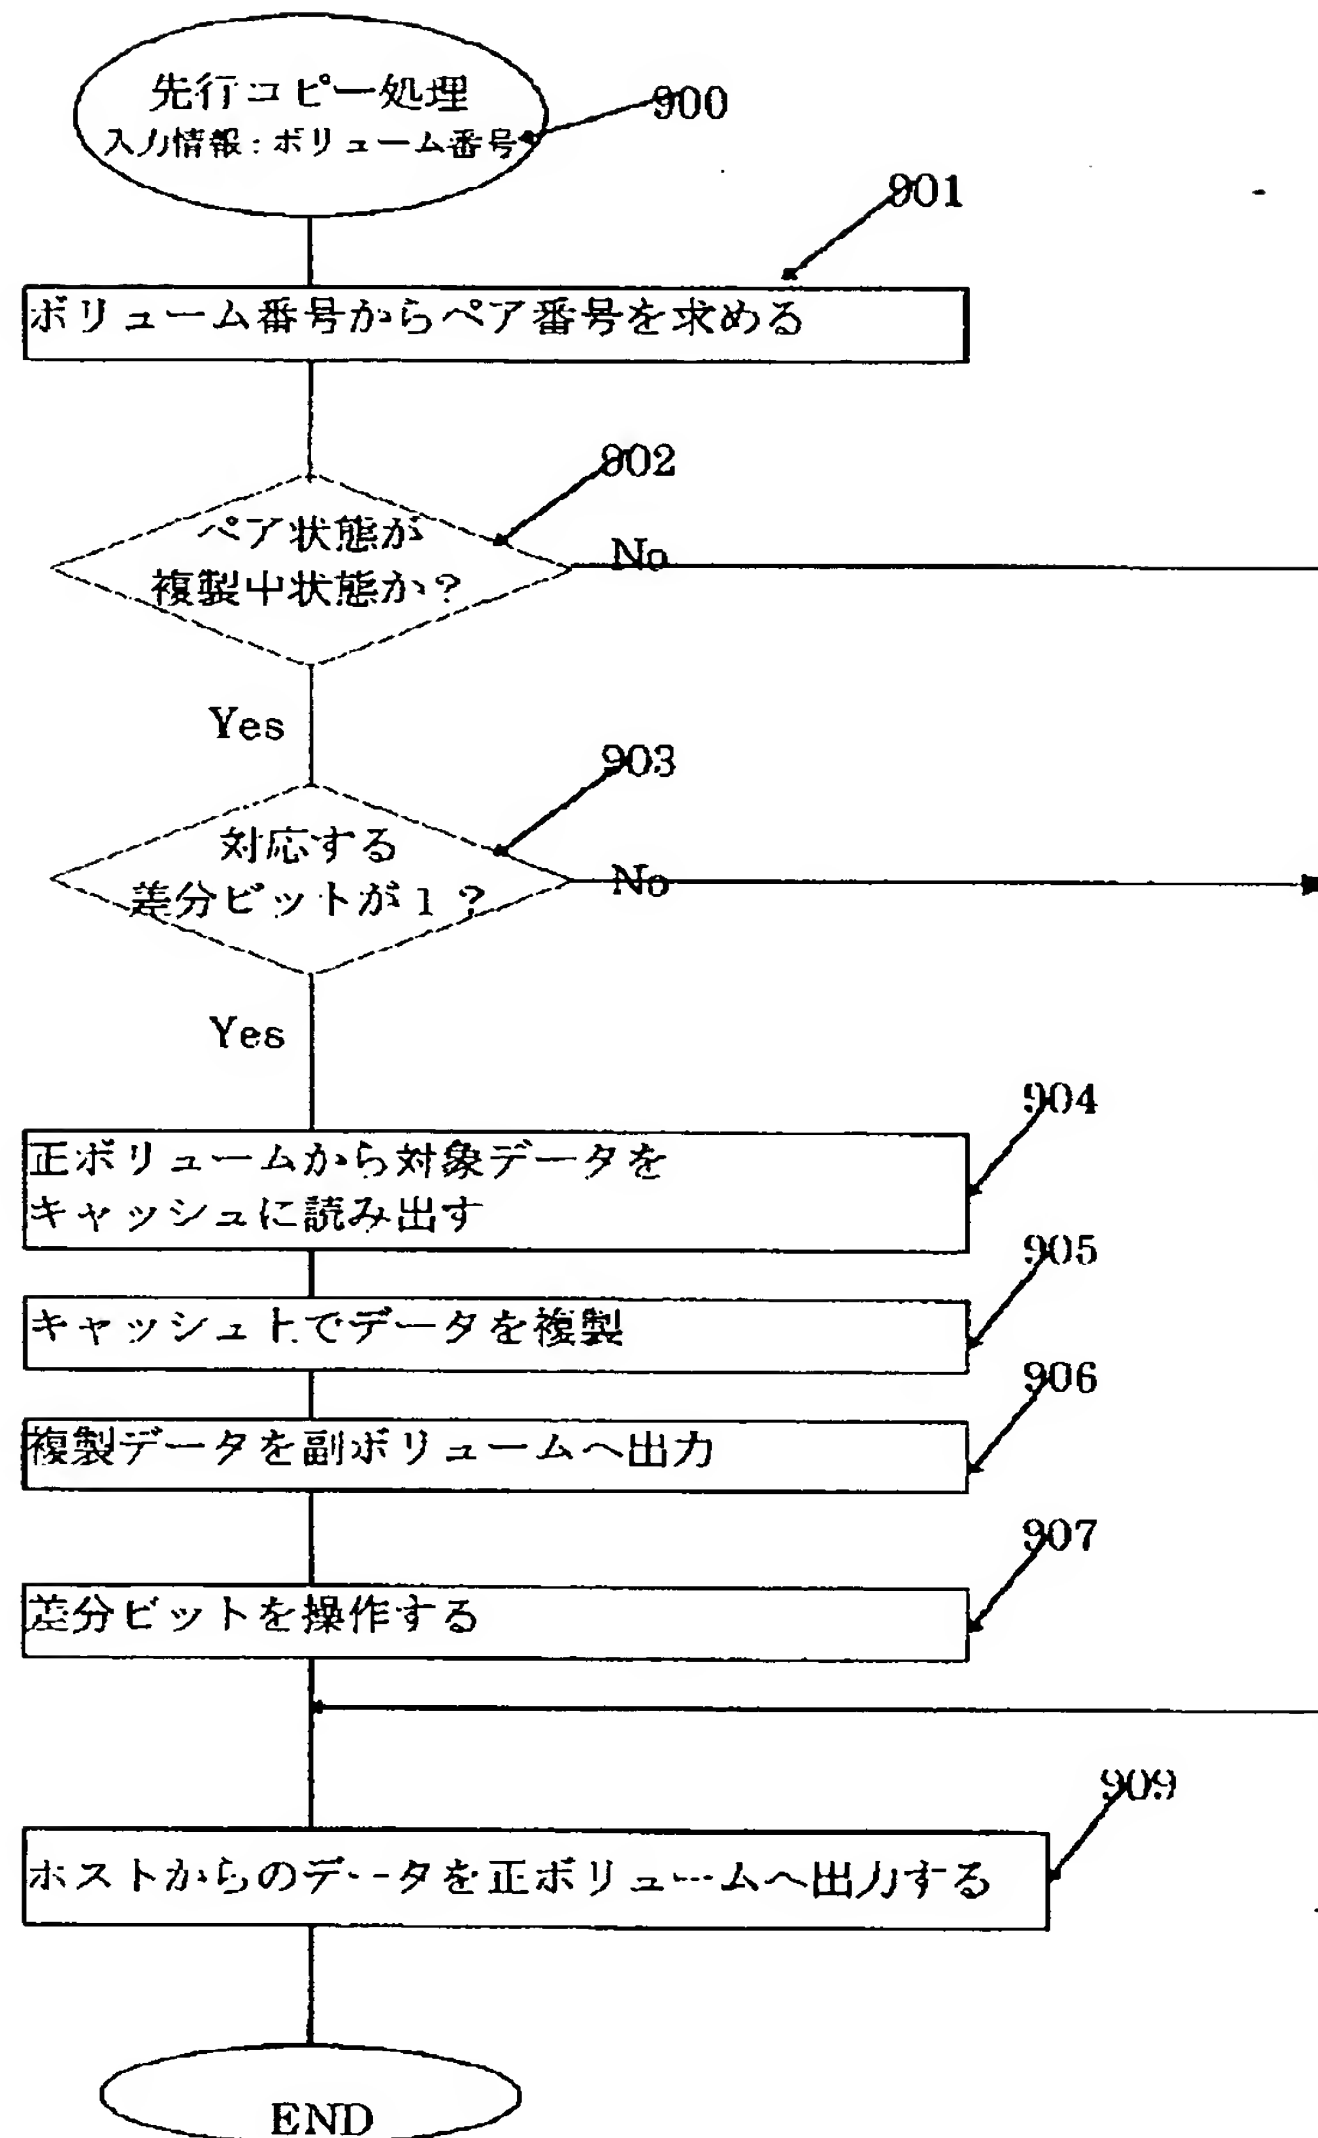 先行コピー処理
入力情報：ボリューム番号
900
901
ボリューム番号からペア番号を求める
902
ペア状態が
複製中状態か？
No
Yes
903
対応する
差分ビットが１？
No
Yes
904
正ボリュームから対象データを
キャッシュに読み出す
905
キャッシュ上でデータを複製
906
複製データを副ボリュームへ出力
907
差分ビットを操作する
909
ホストからのデータを正ボリュームへ出力する
END